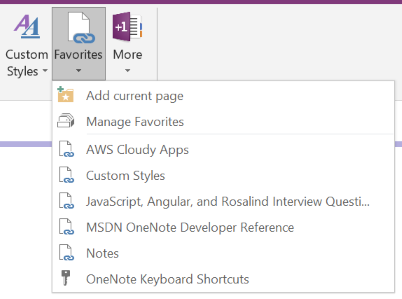 Custom
Styles
Favorites
More
+1
Add current page
Manage Favorites
AWS Cloudy Apps
Custom Styles
JavaScript, Angular, and Rosalind Interview Questi...
MSDN OneNote Developer Reference
Notes
OneNote Keyboard Shortcuts